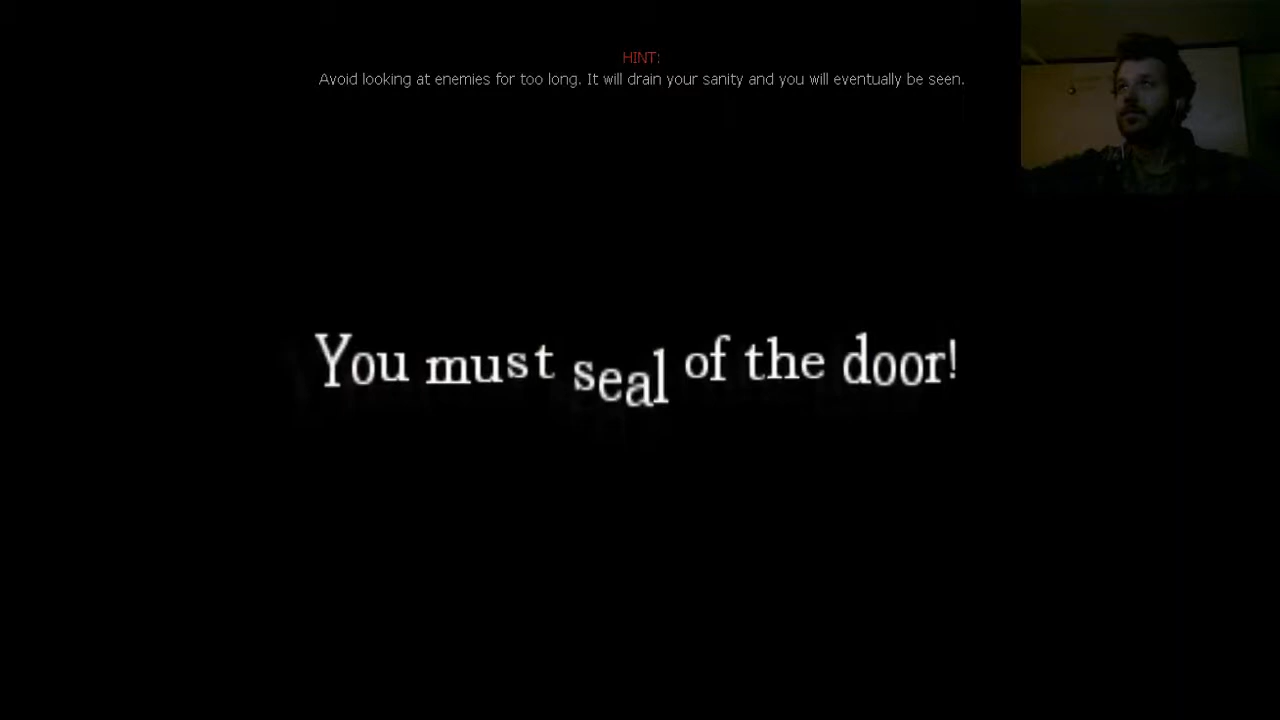 HINT:
Avoid looking at enemies for too long. It will drain your sanity and you will eventually be seen.
You must seal of the door!